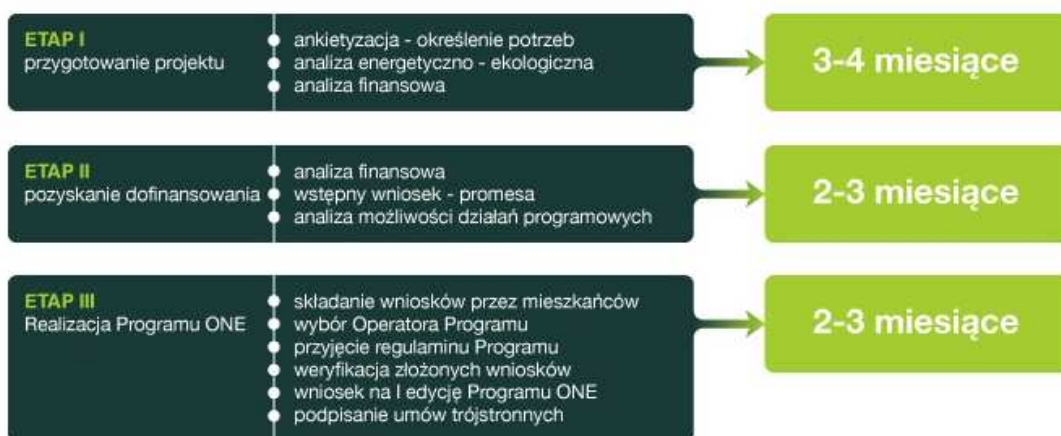 ETAP I
przygotowanie projektu
ankietyzacja - określenie potrzeb
analiza energetyczno - ekologiczna
analiza finansowa
3-4 miesiące
ETAP II
pozyskanie dofinansowania
analiza finansowa
wstępny wniosek - promesa
analiza możliwości działań programowych
2-3 miesiące
ETAP III
Realizacja Programu ONE
składanie wniosków przez mieszkańców
wybór Operatora Programu
przyjęcie regulaminu Programu
weryfikacja złożonych wniosków
wniosek na I edycję Programu ONE
podpisanie umów trójstronnych
2-3 miesiące